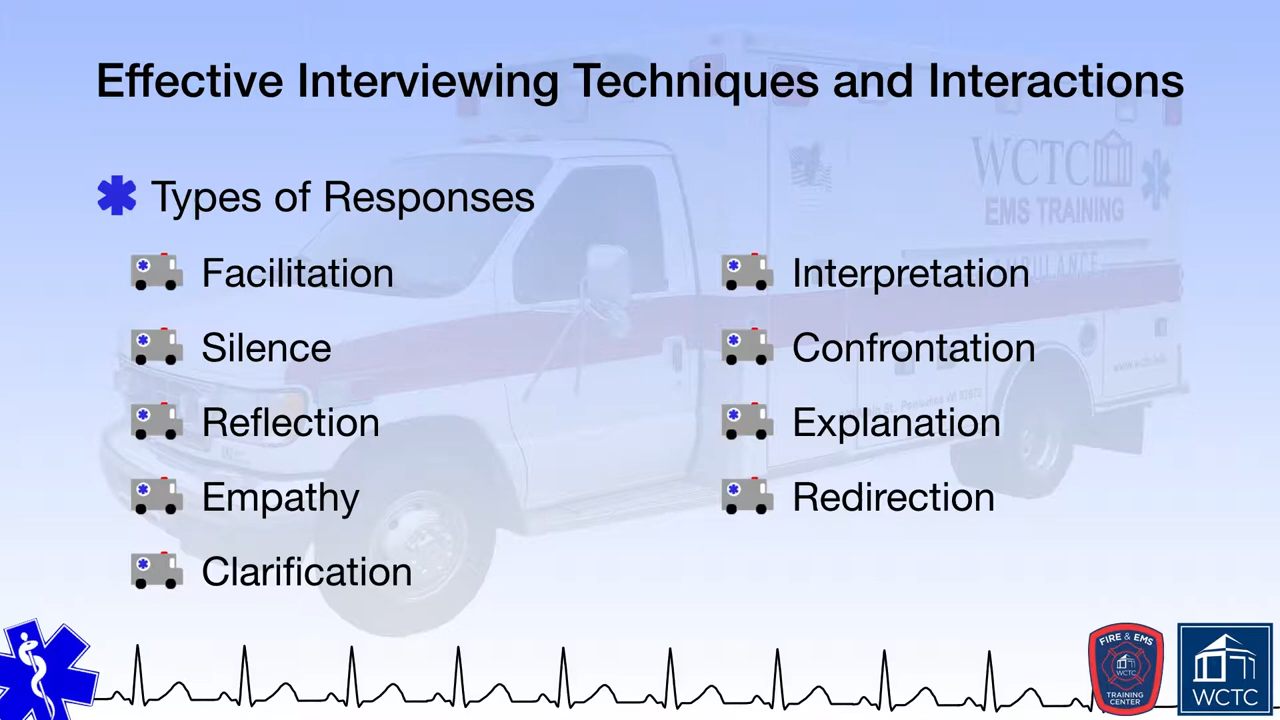 Effective Interviewing Techniques and Interactions
Types of Responses
Facilitation
Silence
Reflection
Empathy
Clarification
Interpretation
Confrontation
Explanation
Redirection
WCTC
EMS TRAINING
AMBULANCE
FIRE & EMS
WCTC
TRAINING
CENTER
WCTC